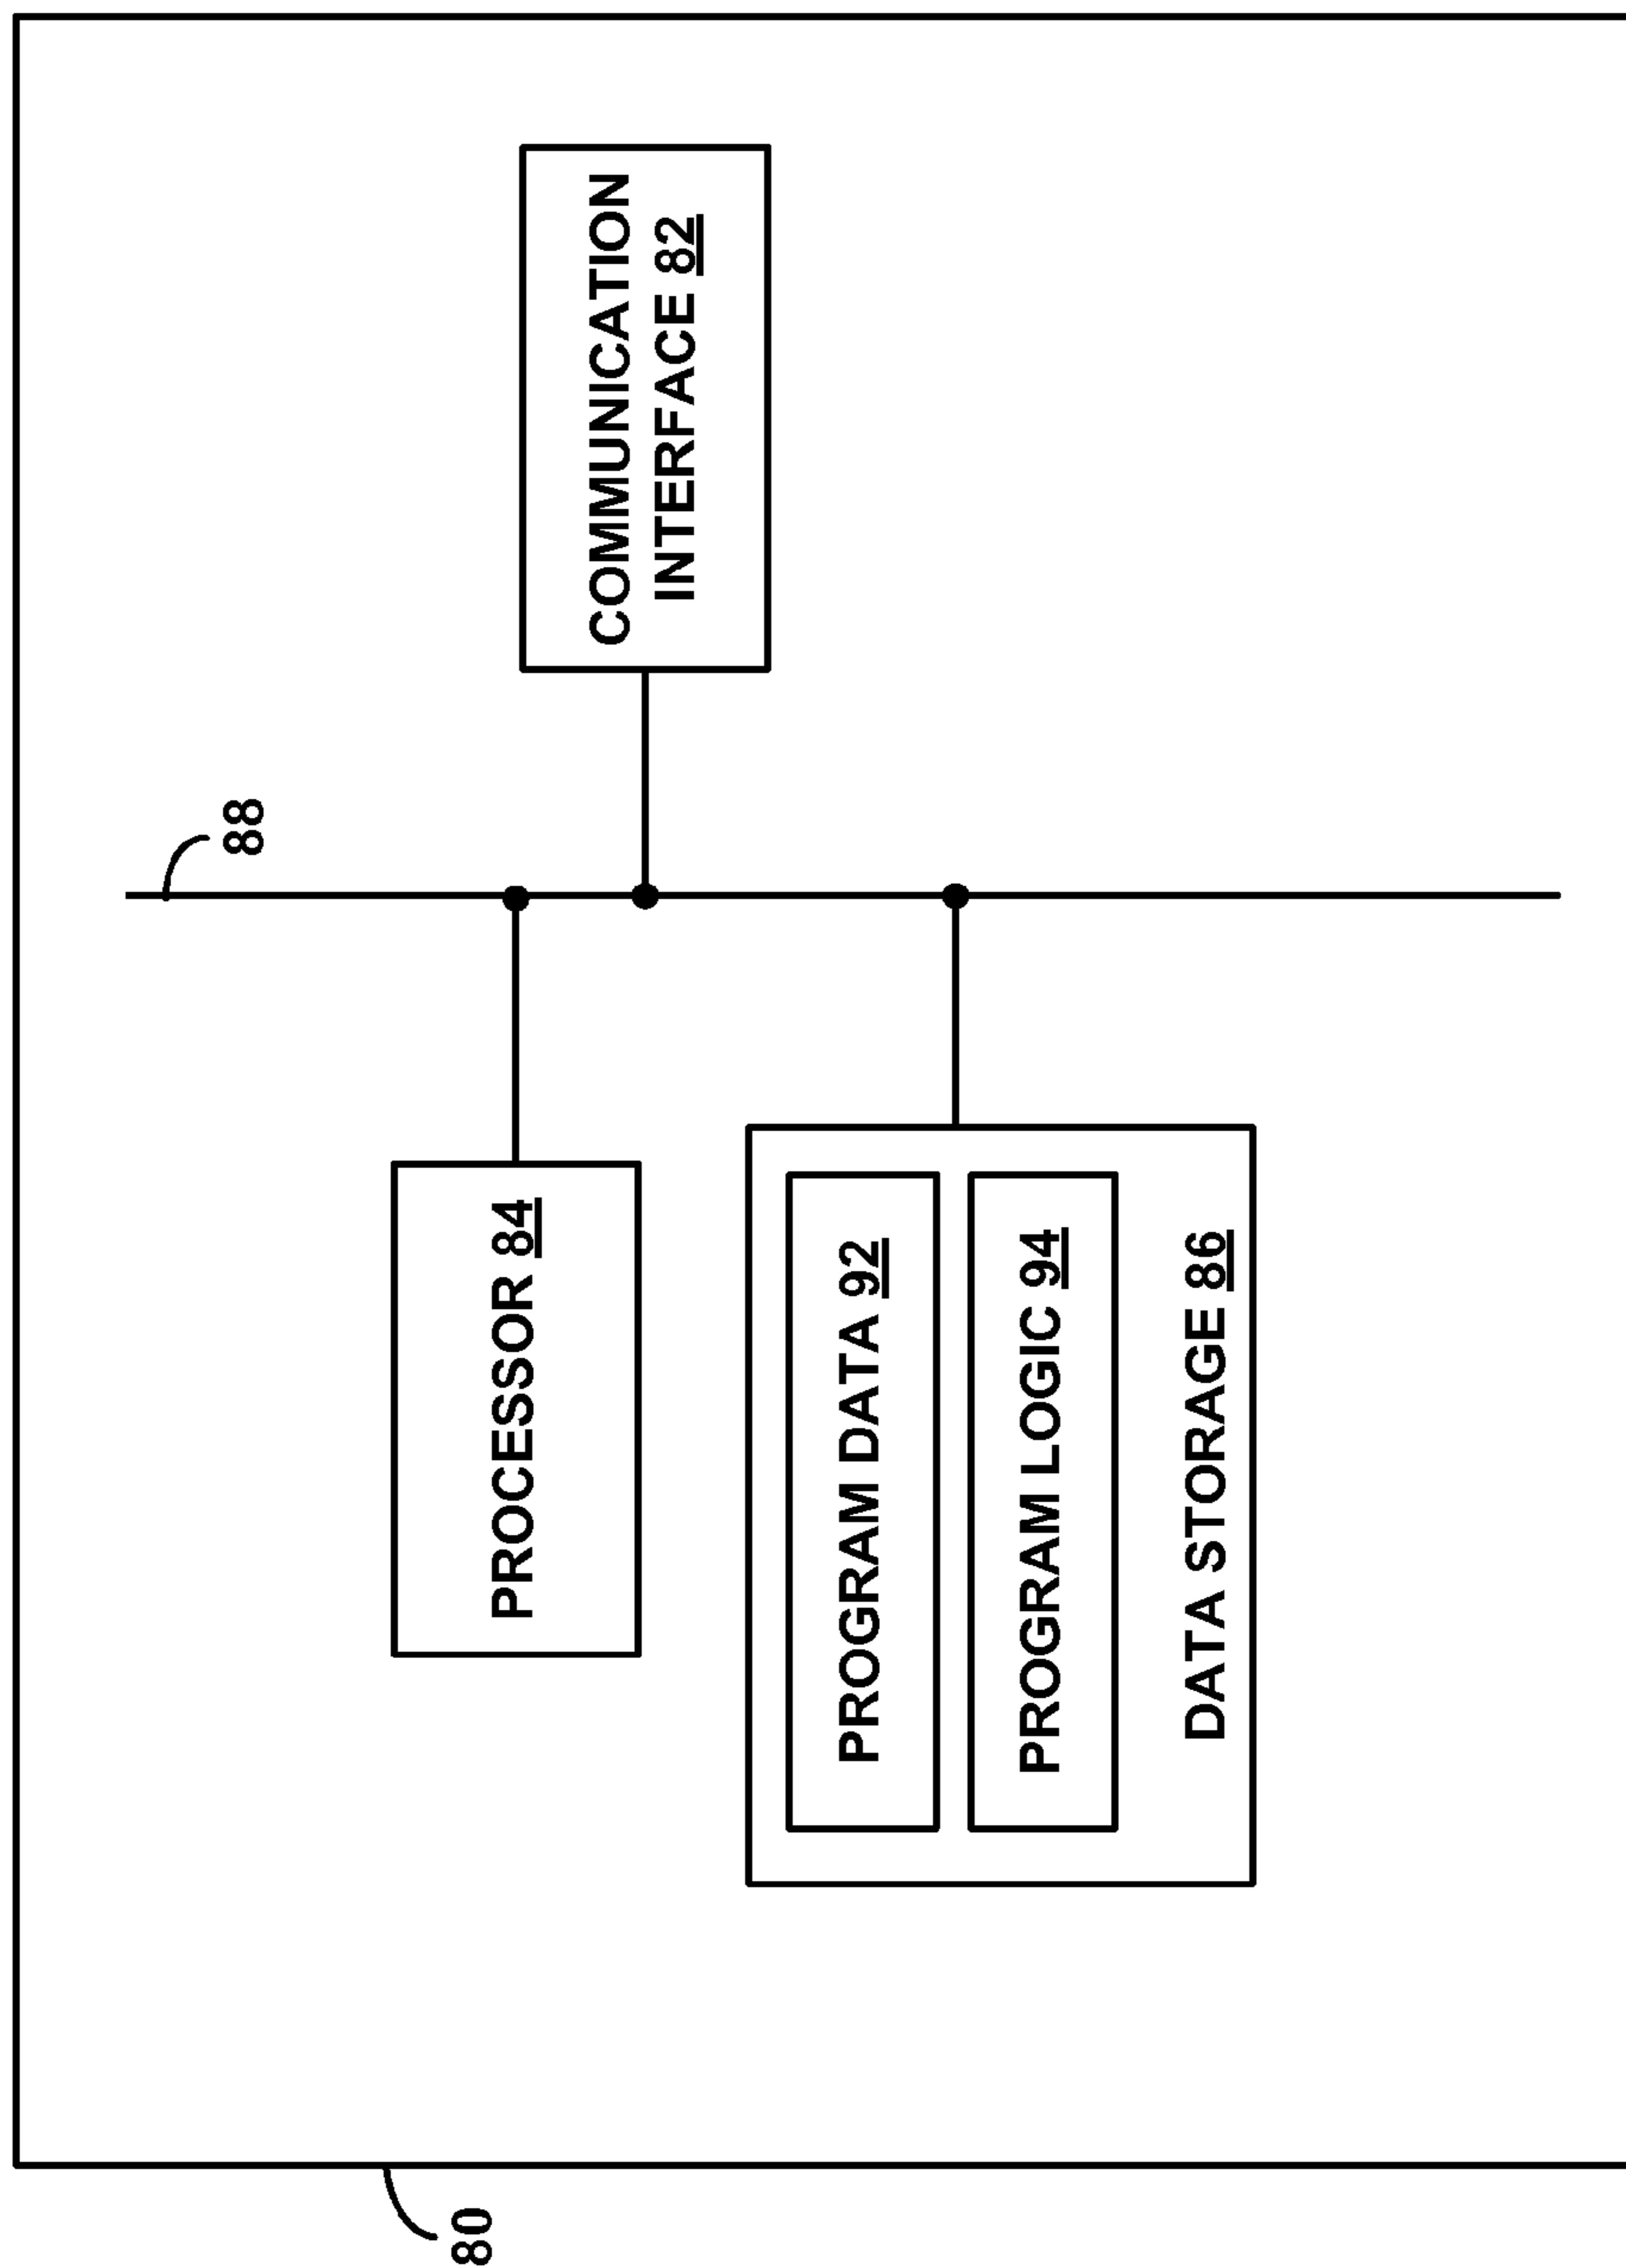 88
PROCESSOR 84
COMMUNICATION
INTERFACE 82
PROGRAM DATA 92
PROGRAM LOGIC 94
DATA STORAGE 86
80